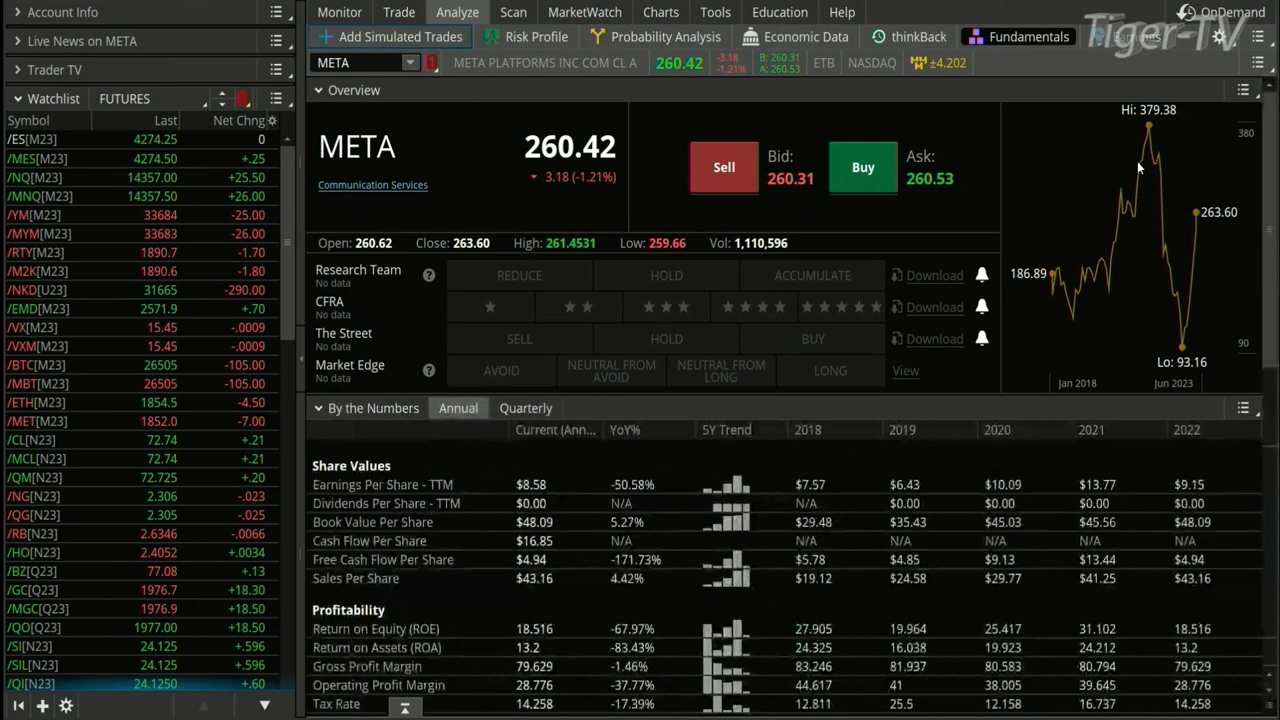 Account Info
Live News on META
Trader TV
Watchlist FUTURES
Symbol Last Net Chng
/ES[M23] 4274.25 0
/MES[M23] 4274.50 +.25
/NQ[M23] 14357.00 +25.50
/MNQ[M23] 14357.50 +26.00
/YM[M23] 33684 -25.00
/MYM[M23] 33683 -26.00
/RTY[M23] 1890.7 -1.70
/M2K[M23] 1890.6 -1.80
/NKD[U23] 31665 -290.00
/EMD[M23] 2571.9 +.70
/VX[M23] 15.45 -.0009
/VXM[M23] 15.45 -.0009
/BTC[M23] 26505 -105.00
/MBT[M23] 26505 -105.00
/ETH[M23] 1854.5 -4.50
/MET[M23] 1852.0 -7.00
/CL[N23] 72.74 +.21
/MCL[N23] 72.74 +.21
/QM[N23] 72.725 +.20
/NG[N23] 2.306 -.023
/QG[N23] 2.305 -.025
/RB[N23] 2.6346 -.0066
/HO[N23] 2.4052 +.0034
/BZ[Q23] 77.08 +.13
/GC[Q23] 1976.7 +18.30
/MGC[Q23] 1976.9 +18.50
/QO[Q23] 1977.00 +18.50
/SI[N23] 24.125 +.596
/SIL[N23] 24.125 +.596
/QI[N23] 24.1250 +.60
Monitor Trade Analyze Scan MarketWatch Charts Tools Education Help OnDemand
Tiger-TV
Add Simulated Trades Risk Profile Probability Analysis Economic Data thinkBack Fundamentals Earnings
META META PLATFORMS INC COM CL A 260.42 -3.18 -1.21% B: 260.31 A: 260.53 ETB NASDAQ ±4.202
Overview
META 260.42
Communication Services 3.18 (-1.21%)
Sell Bid: 260.31 Buy Ask: 260.53
Open: 260.62 Close: 263.60 High: 261.4531 Low: 259.66 Vol: 1,110,596
Research Team No data REDUCE HOLD ACCUMULATE Download
CFRA No data Download
The Street No data SELL HOLD BUY Download
Market Edge No data AVOID NEUTRAL FROM AVOID NEUTRAL FROM LONG LONG View
Hi: 379.38
380
263.60
186.89
90
Lo: 93.16
Jan 2018 Jun 2023
By the Numbers Annual Quarterly
Current (Ann... YoY% 5Y Trend 2018 2019 2020 2021 2022
Share Values
Earnings Per Share - TTM $8.58 -50.58% $7.57 $6.43 $10.09 $13.77 $9.15
Dividends Per Share - TTM $0.00 N/A N/A $0.00 $0.00 $0.00 $0.00
Book Value Per Share $48.09 5.27% $29.48 $35.43 $45.03 $45.56 $48.09
Cash Flow Per Share $16.85 N/A N/A N/A N/A N/A N/A
Free Cash Flow Per Share $4.94 -171.73% $5.78 $4.85 $9.13 $13.44 $4.94
Sales Per Share $43.16 4.42% $19.12 $24.58 $29.77 $41.25 $43.16
Profitability
Return on Equity (ROE) 18.516 -67.97% 27.905 19.964 25.417 31.102 18.516
Return on Assets (ROA) 13.2 -83.43% 24.325 16.038 19.923 24.212 13.2
Gross Profit Margin 79.629 -1.46% 83.246 81.937 80.583 80.794 79.629
Operating Profit Margin 28.776 -37.77% 44.617 41 38.005 39.645 28.776
Tax Rate 14.258 -17.39% 12.811 25.5 12.158 16.737 14.258